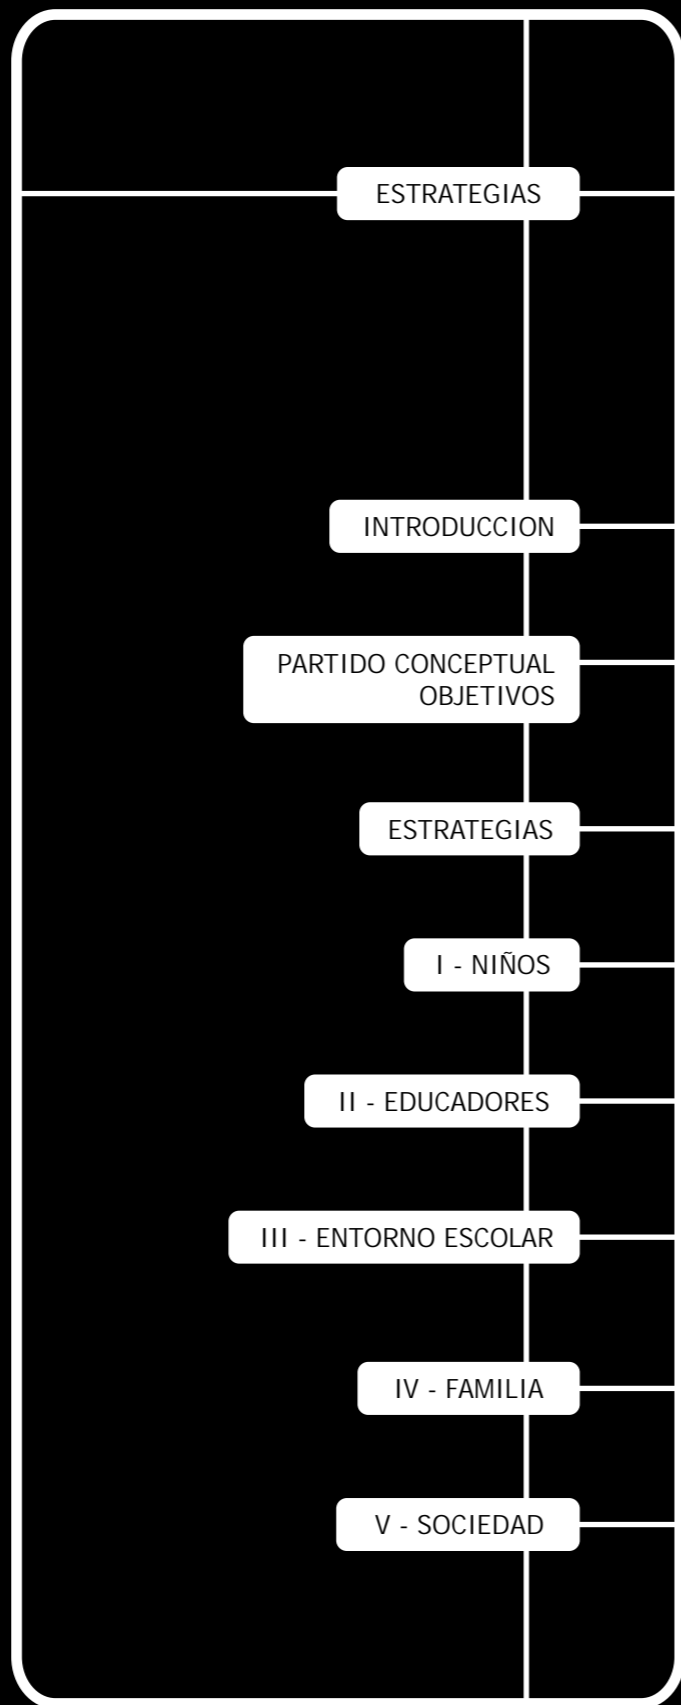 ESTRATEGIAS
INTRODUCCION
PARTIDO CONCEPTUAL
OBJETIVOS
ESTRATEGIAS
I - NIÑOS
II - EDUCADORES
III - ENTORNO ESCOLAR
IV - FAMILIA
V - SOCIEDAD